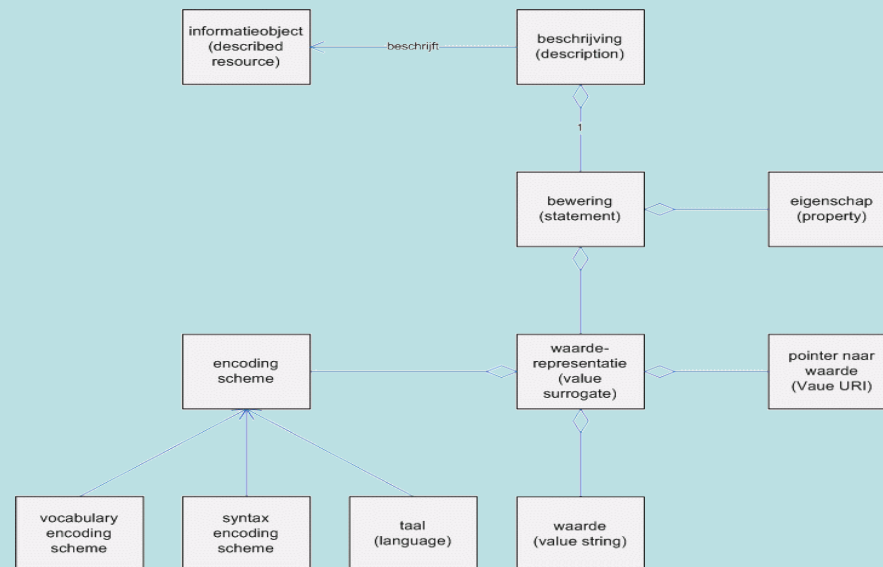 informatieobject
(described
resource)
beschrijft
beschrijving
(description)
1
bewering
(statement)
eigenschap
(property)
encoding
scheme
waarde-
representatie
(value
surrogate)
pointer naar
waarde
(Vaue URI)
vocabulary
encoding
scheme
syntax
encoding
scheme
taal
(language)
waarde
(value string)